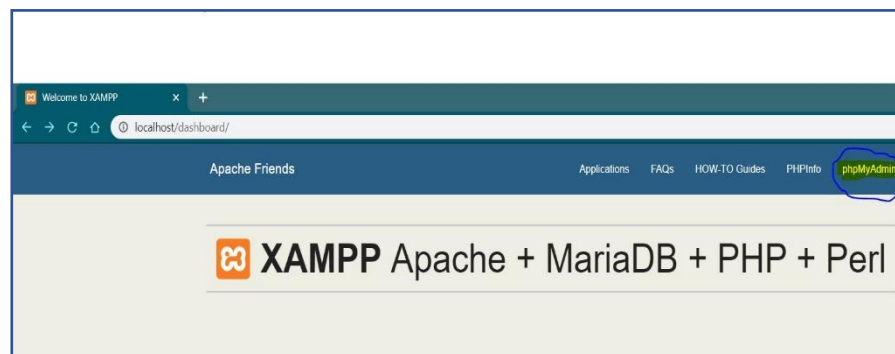 Welcome to XAMPP
localhost/dashboard/
Apache Friends Applications FAQs HOW-TO Guides PHPInfo phpMyAdmin
XAMPP Apache + MariaDB + PHP + Perl